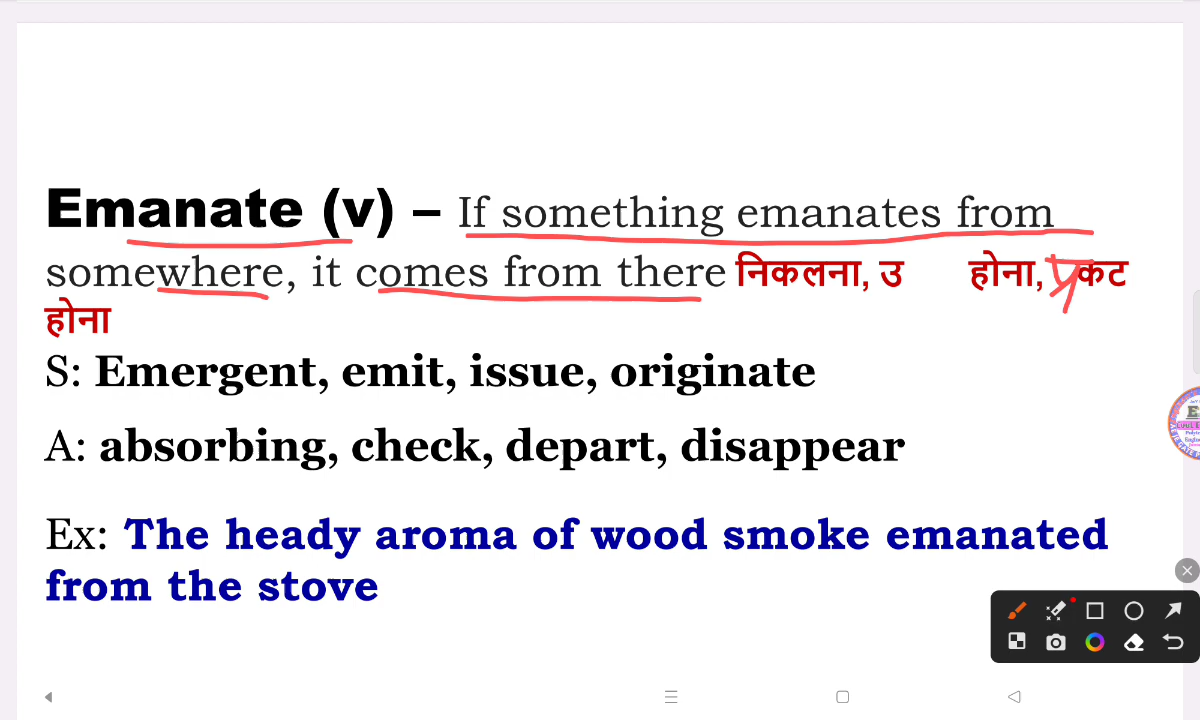 Emanate (v) – If something emanates from
somewhere, it comes from there निकलना, उ होना, प्रकट
होना
S: Emergent, emit, issue, originate
A: absorbing, check, depart, disappear
Ex: The heady aroma of wood smoke emanated
from the stove